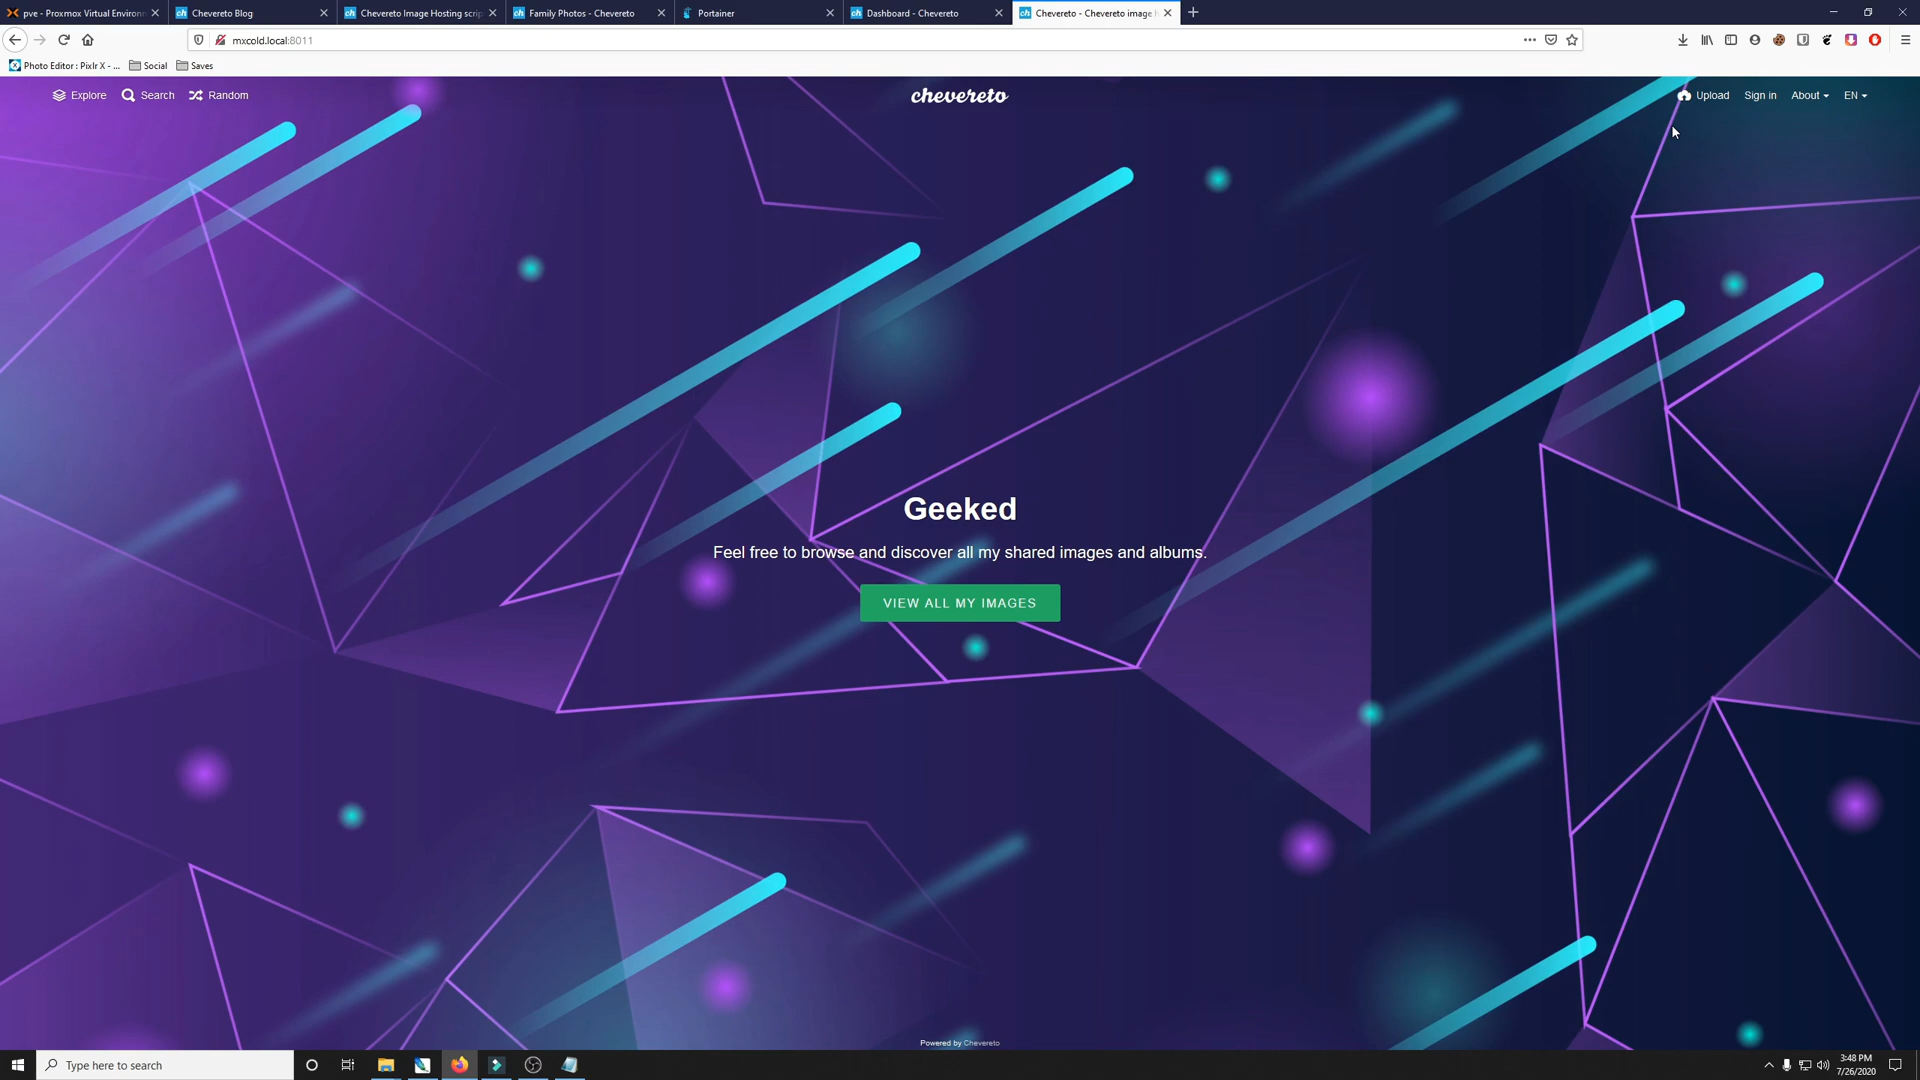 pve - Proxmox Virtual Environm
Chevereto Blog
Chevereto Image Hosting scrip
Family Photos - Chevereto
Portainer
Dashboard - Chevereto
Chevereto - Chevereto image h
mxcold.local:8011
Photo Editor : Pixlr X - ...
Social
Saves
Explore
Search
Random
chevereto
Upload
Sign in
About
EN
Geeked
Feel free to browse and discover all my shared images and albums.
VIEW ALL MY IMAGES
Powered by Chevereto
Type here to search
3:48 PM
7/26/2020